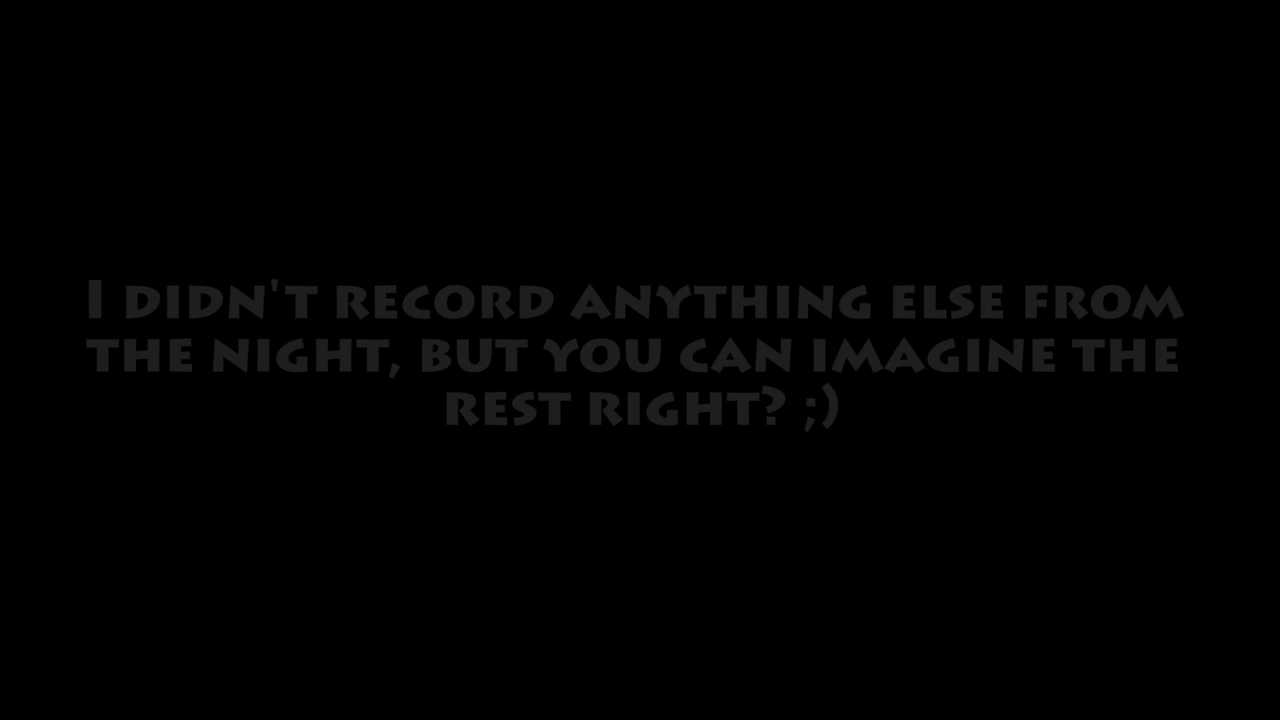 I didn't record anything else from
the night, but you can imagine the
rest right? ;)